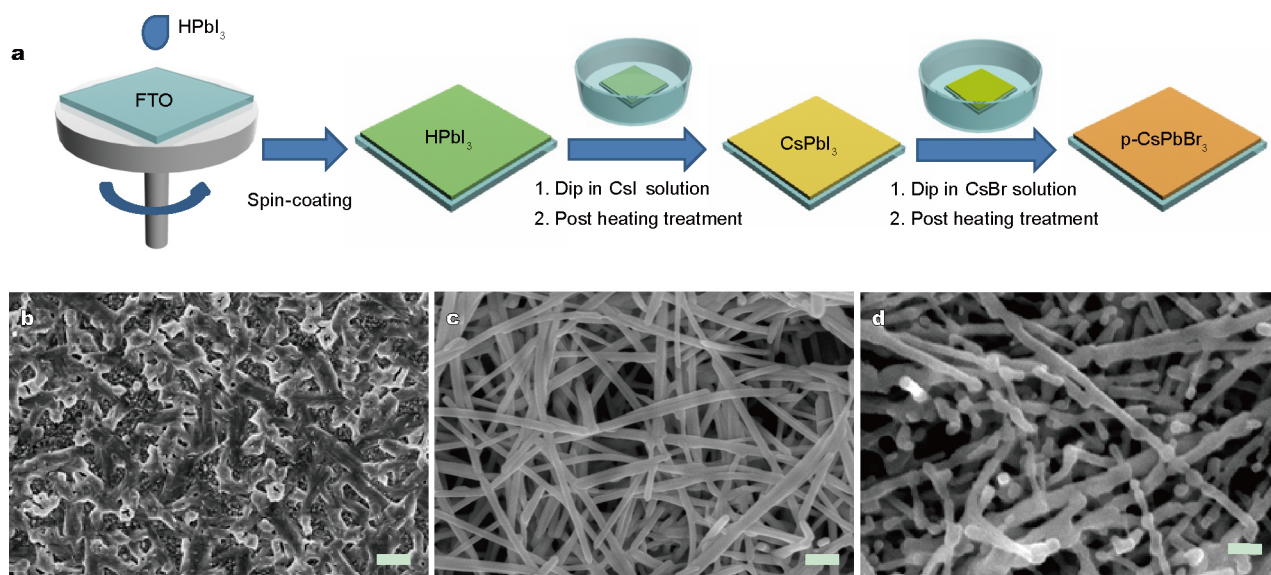 a
HPbI₃
FTO
Spin-coating
HPbI₃
1. Dip in CsI solution
2. Post heating treatment
CsPbI₃
1. Dip in CsBr solution
2. Post heating treatment
p-CsPbBr₃
b
c
d